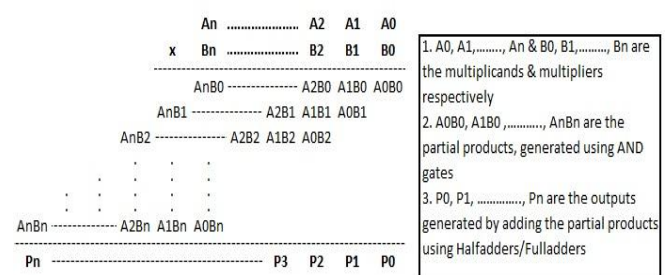 An ..................... A2 A1 A0
x Bn ..................... B2 B1 B0
AnB0 -------------- A2B0 A1B0 A0B0
AnB1 --------------- A2B1 A1B1 A0B1
AnB2 -------------- A2B2 A1B2 A0B2
AnBn ------------- A2Bn A1Bn A0Bn
Pn ------------------------------------------ P3 P2 P1 P0
1. A0, A1,........, An & B0, B1,........., Bn are
the multiplicands & multipliers
respectively
2. A0B0, A1B0 ,..........., AnBn are the
partial products, generated using AND
gates
3. P0, P1, .............., Pn are the outputs
generated by adding the partial products
using Halfadders/Fulladders